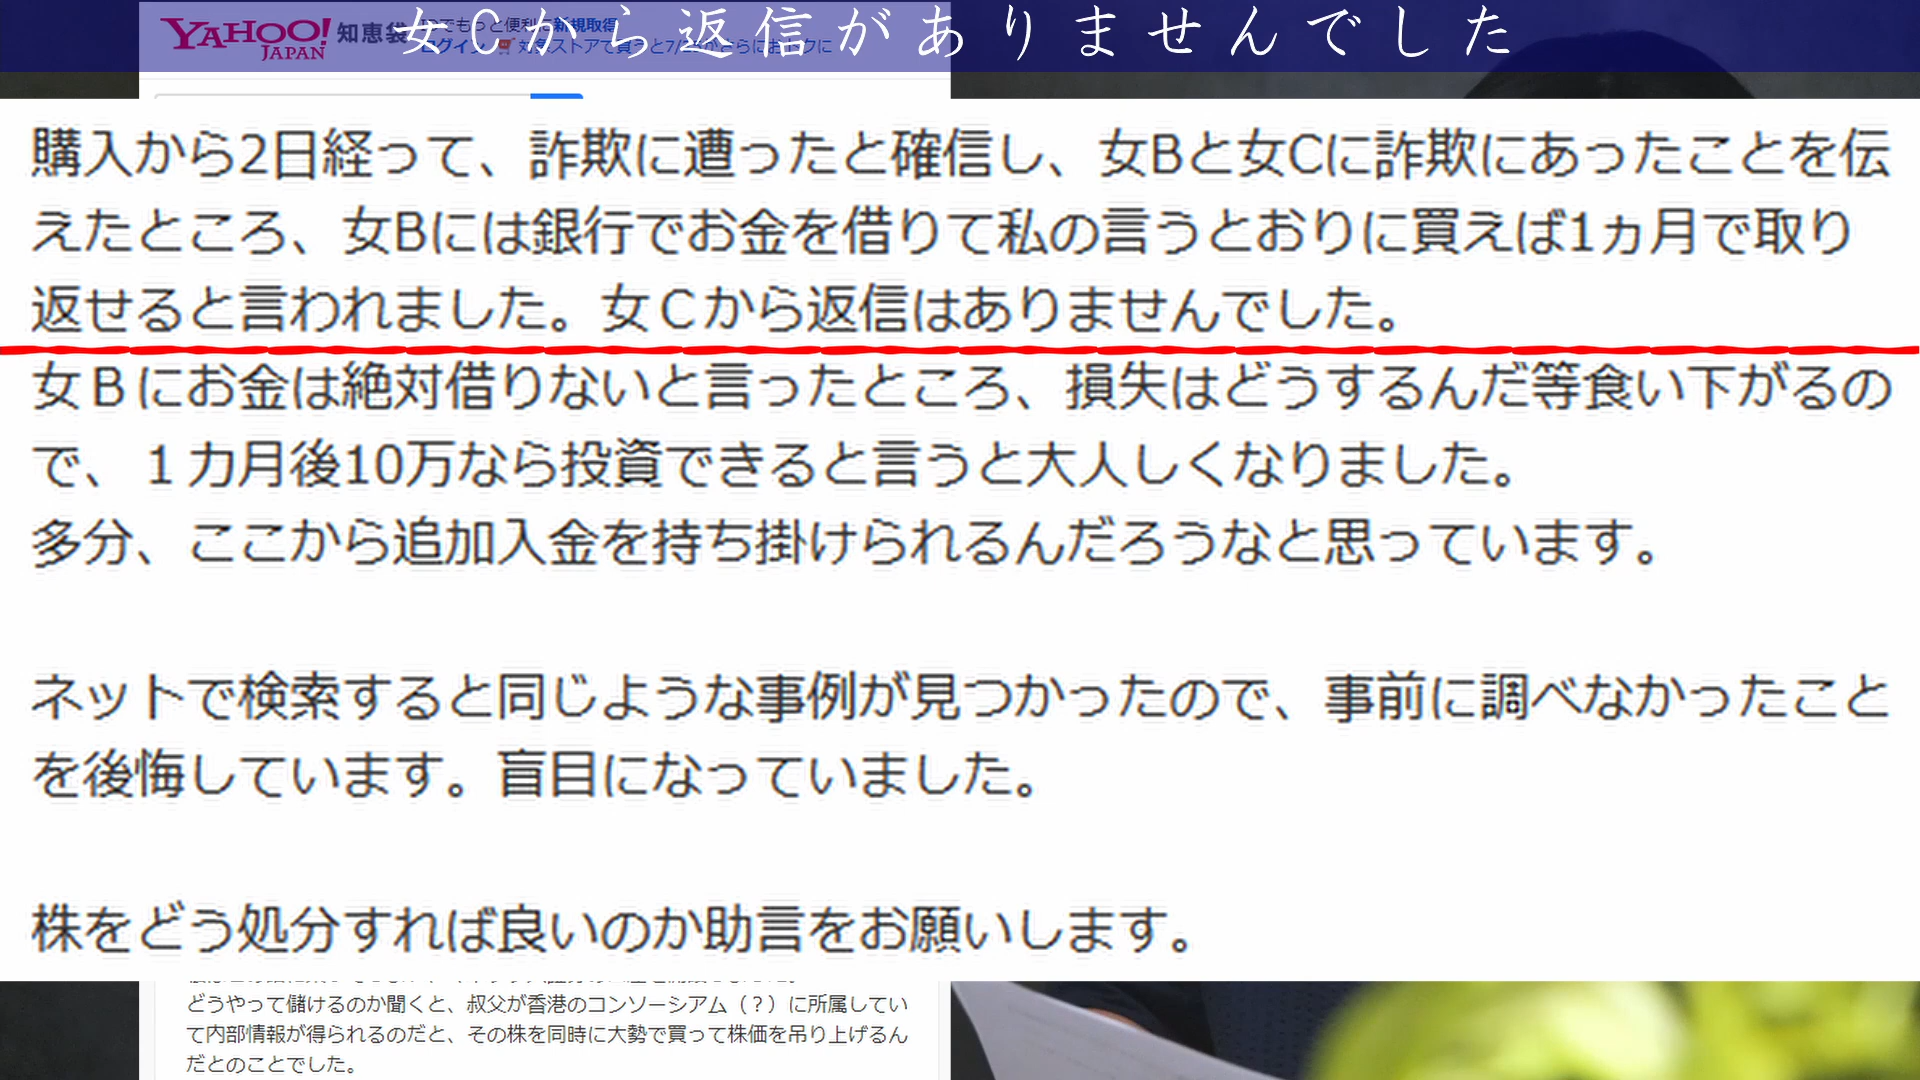 女Cから返信がありませんでした
YAHOO!
JAPAN
知恵袋
新規取得
購入から2日経って、詐欺に遭ったと確信し、女Bと女Cに詐欺にあったことを伝
えたところ、女Bには銀行でお金を借りて私の言うとおりに買えば1ヵ月で取り
返せると言われました。女Ｃから返信はありませんでした。
女Ｂにお金は絶対借りないと言ったところ、損失はどうするんだ等食い下がるの
で、１カ月後10万なら投資できると言うと大人しくなりました。
多分、ここから追加入金を持ち掛けられるんだろうなと思っています。
ネットで検索すると同じような事例が見つかったので、事前に調べなかったこと
を後悔しています。盲目になっていました。
株をどう処分すれば良いのか助言をお願いします。
どうやって儲けるのか聞くと、叔父が香港のコンソーシアム（？）に所属してい
て内部情報が得られるのだと、その株を同時に大勢で買って株価を吊り上げるん
だとのことでした。